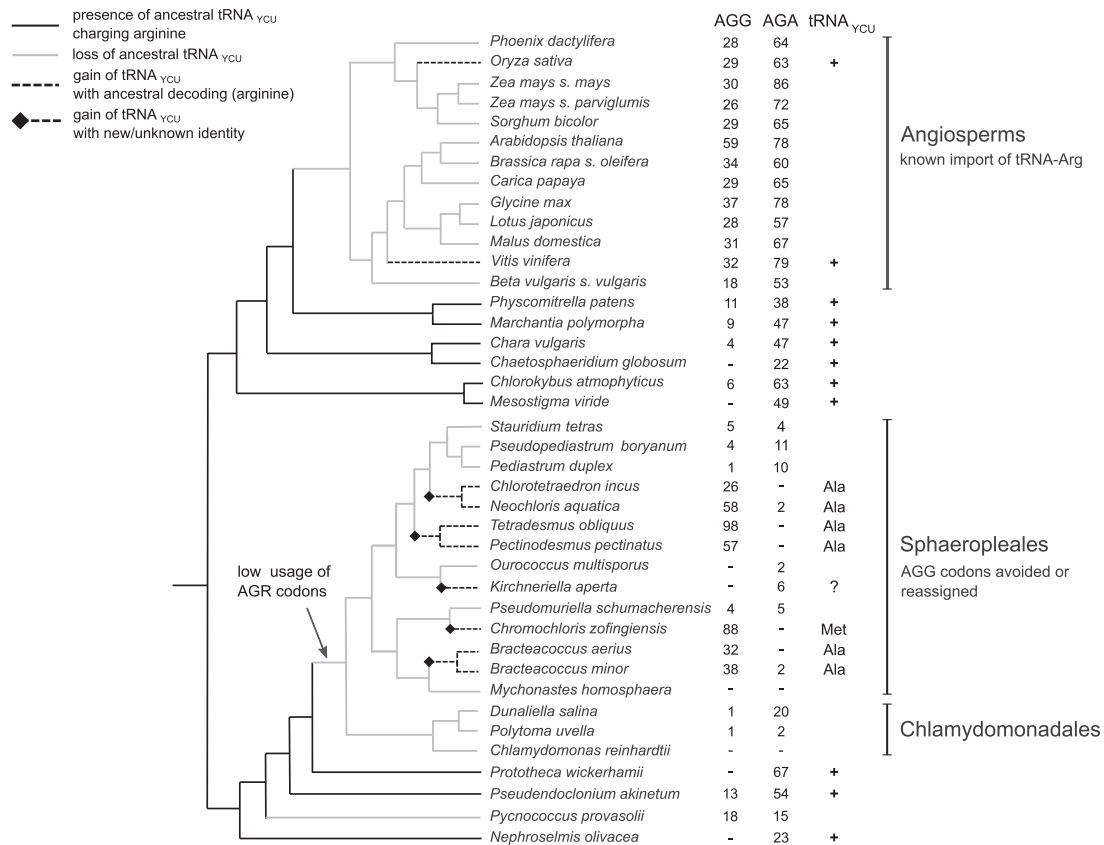 presence of ancestral tRNA YCU
charging arginine
loss of ancestral tRNA YCU
gain of tRNA YCU
with ancestral decoding (arginine)
gain of tRNA YCU
with new/unknown identity
AGG AGA tRNA YCU
Phoenix dactylifera 28 64
Oryza sativa 29 63 +
Zea mays s. mays 30 86
Zea mays s. parviglumis 26 72
Sorghum bicolor 29 65
Arabidopsis thaliana 59 78
Brassica rapa s. oleifera 34 60
Carica papaya 29 65
Glycine max 37 78
Lotus japonicus 28 57
Malus domestica 31 67
Vitis vinifera 32 79 +
Beta vulgaris s. vulgaris 18 53
Angiosperms
known import of tRNA-Arg
Physcomitrella patens 11 38 +
Marchantia polymorpha 9 47 +
Chara vulgaris 4 47 +
Chaetosphaeridium globosum - 22 +
Chlorokybus atmophyticus 6 63 +
Mesostigma viride - 49 +
Stauridium tetras 5 4
Pseudopediastrum boryanum 4 11
Pediastrum duplex 1 10
Chlorotetraedron incus 26 - Ala
Neochloris aquatica 58 2 Ala
Tetradesmus obliquus 98 - Ala
Pectinodesmus pectinatus 57 - Ala
Ourococcus multisporus - 2
Kirchneriella aperta - 6 ?
Pseudomuriella schumacherensis 4 5
Chromochloris zofingiensis 88 - Met
Bracteacoccus aerius 32 - Ala
Bracteacoccus minor 38 2 Ala
Mychonastes homosphaera - -
Sphaeropleales
AGG codons avoided or
reassigned
low usage of
AGR codons
Dunaliella salina 1 20
Polytoma uvella 1 2
Chlamydomonas reinhardtii - -
Chlamydomonadales
Prototheca wickerhamii - 67 +
Pseudendoclonium akinetum 13 54 +
Pycnococcus provasolii 18 15
Nephroselmis olivacea - 23 +